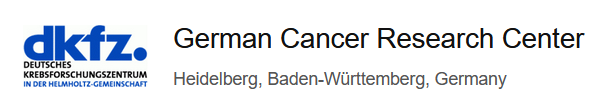 dkfz.
DEUTSCHES
KREBSFORSCHUNGSZENTRUM
IN DER HELMHOLTZ-GEMEINSCHAFT
German Cancer Research Center
Heidelberg, Baden-Württemberg, Germany